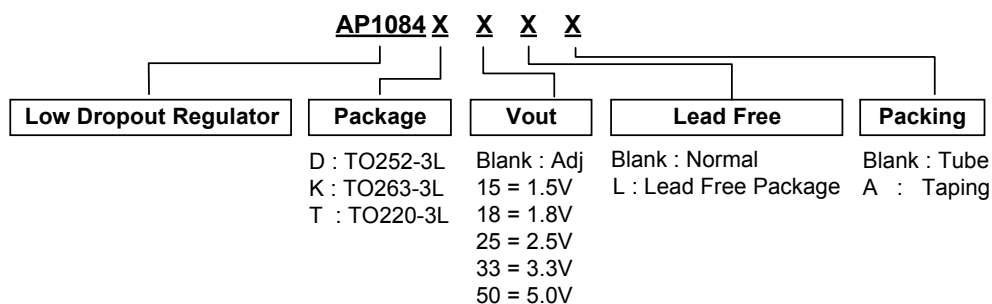 AP1084 X X X X
Low Dropout Regulator Package Vout Lead Free Packing
D : TO252-3L Blank : Adj Blank : Normal Blank : Tube
K : TO263-3L 15 = 1.5V L : Lead Free Package A : Taping
T : TO220-3L 18 = 1.8V
25 = 2.5V
33 = 3.3V
50 = 5.0V